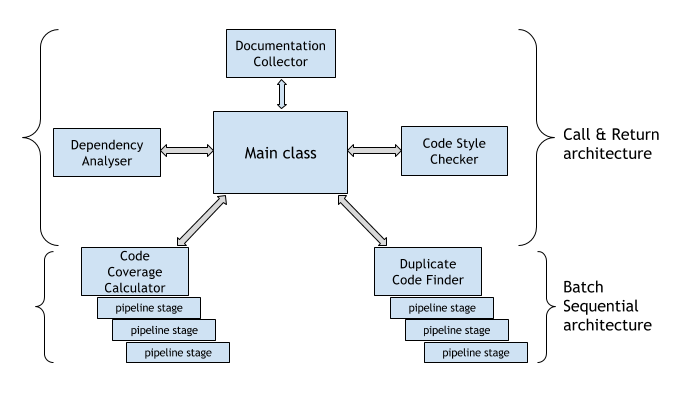 Documentation
Collector
Dependency
Analyser
Main class
Code Style
Checker
Call & Return
architecture
Code
Coverage
Calculator
pipeline stage
pipeline stage
pipeline stage
Duplicate
Code Finder
pipeline stage
pipeline stage
pipeline stage
Batch
Sequential
architecture